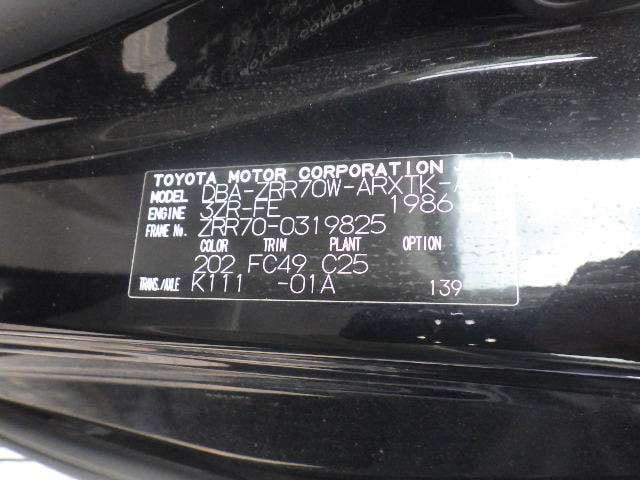 TOYOTA MOTOR CORPORATION
MODEL DBA-ZRR70W-ARXTK-
ENGINE 3ZR-FE 1986
FRAME No. ZRR70-0319825
COLOR TRIM PLANT OPTION
202 FC49 C25
TRANS./AXLE K111 -01A 139